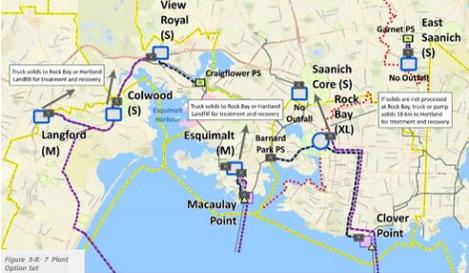 View
Royal
(S)
Garnet PS
East
Saanich
(S)
No Outfall
Truck solids to Rock Bay or Hartland
Landfill for treatment and recovery
Craigflower PS
Saanich
Core (S)
Colwood
(S)
Esquimalt
Harbour
Truck solids to Rock Bay or Hartland
Landfill for treatment and recovery
No
Outfall
Rock
Bay
(XL)
If solids are not processed
at Rock Bay, truck or pump
solids 18 km to Hartland
for treatment and recovery
Langford
(M)
Esquimalt
(M)
Barnard
Park PS
Macaulay
Point
Clover
Point
Figure 3-8: 7 Plant
Option Set